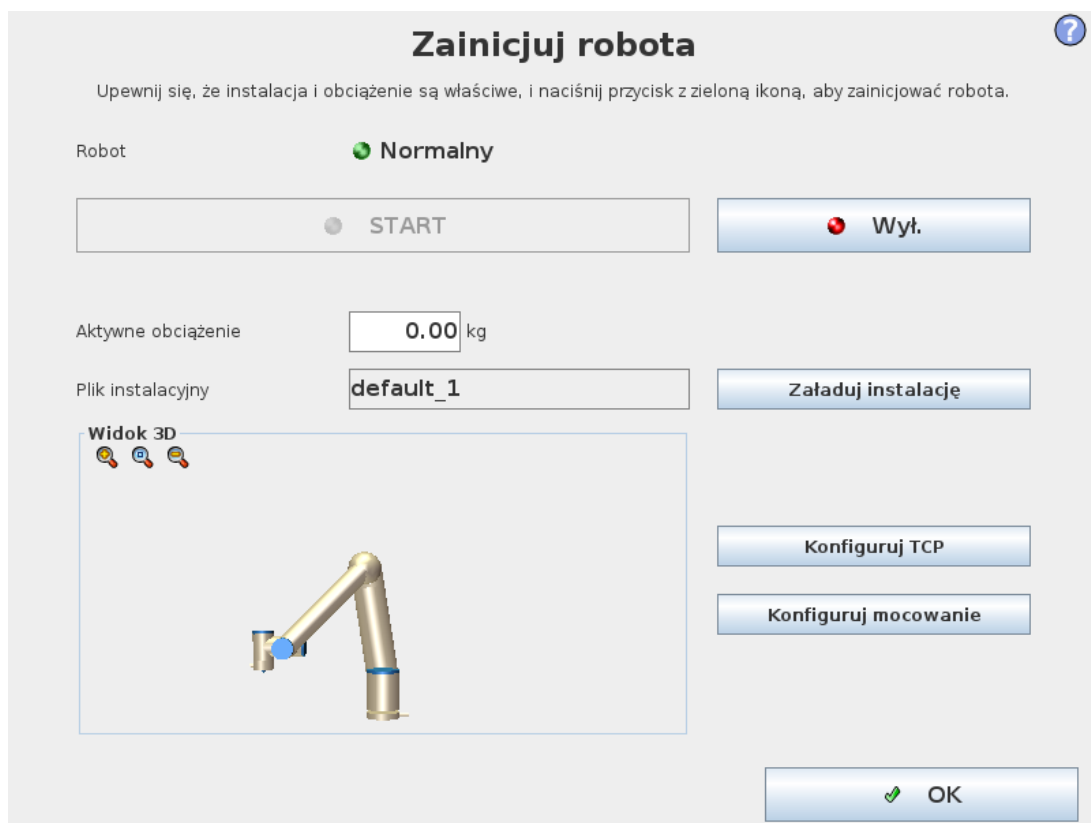 Zainicjuj robota
?
Upewnij się, że instalacja i obciążenie są właściwe, i naciśnij przycisk z zieloną ikoną, aby zainicjować robota.
Robot Normalny
START Wył.
Aktywne obciążenie 0.00 kg
Plik instalacyjny default_1 Załaduj instalację
Widok 3D
Konfiguruj TCP
Konfiguruj mocowanie
OK